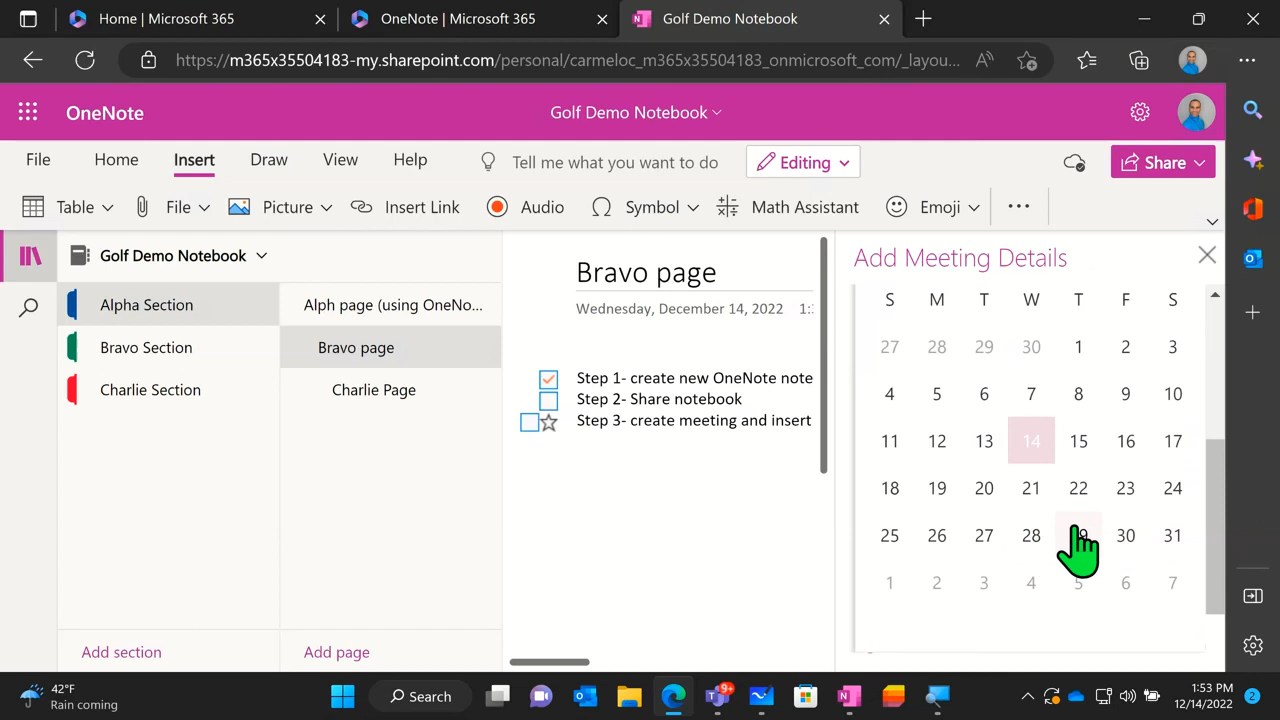 Home | Microsoft 365
OneNote | Microsoft 365
Golf Demo Notebook
https://m365x35504183-my.sharepoint.com/personal/carmeloc_m365x35504183_onmicrosoft_com/_layou...
OneNote
Golf Demo Notebook
File Home Insert Draw View Help Tell me what you want to do Editing Share
Table File Picture Insert Link Audio Symbol Math Assistant Emoji
Golf Demo Notebook
Alpha Section
Bravo Section
Charlie Section
Add section
Alph page (using OneNo...
Bravo page
Charlie Page
Add page
Bravo page
Wednesday, December 14, 2022 1:
Step 1- create new OneNote note
Step 2- Share notebook
Step 3- create meeting and insert
Add Meeting Details
S M T W T F S
27 28 29 30 1 2 3
4 5 6 7 8 9 10
11 12 13 14 15 16 17
18 19 20 21 22 23 24
25 26 27 28 29 30 31
1 2 3 4 5 6 7
42°F
Rain coming
Search
9+
1:53 PM
12/14/2022
2